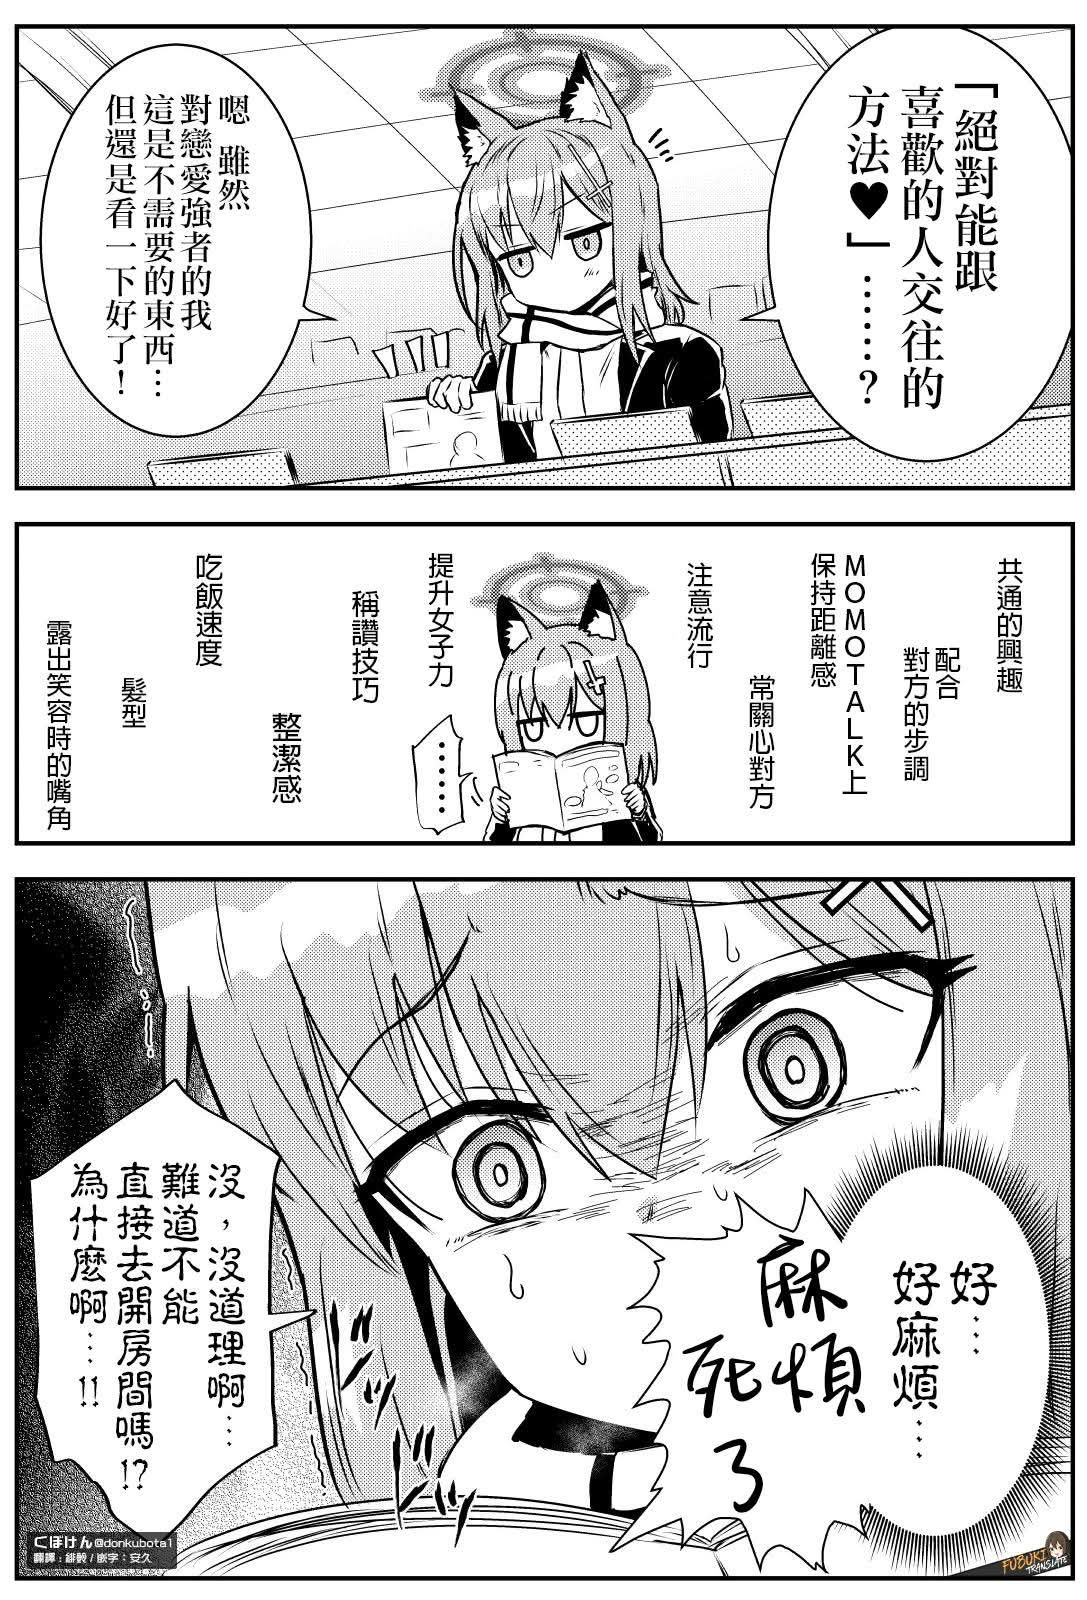 「絕對能跟
喜歡的人交往的
方法♥」……?
嗯 雖然
對戀愛強者的我
這是不需要的東西…
但還是看一下好了！
共通的興趣
配合
對方的步調
MOMOTALK上
保持距離感
常關心對方
注意流行
提升女子力
……
稱讚技巧
整潔感
吃飯速度
髮型
露出笑容時的嘴角
好…
好麻煩…
麻
煩
死
了
沒，沒道理啊…
難道不能
直接去開房間嗎!?
為什麼啊…!!
くぼけん@donkubota1
翻譯：緋毅/嵌字：安久
FUBUKI
TRANSLATE